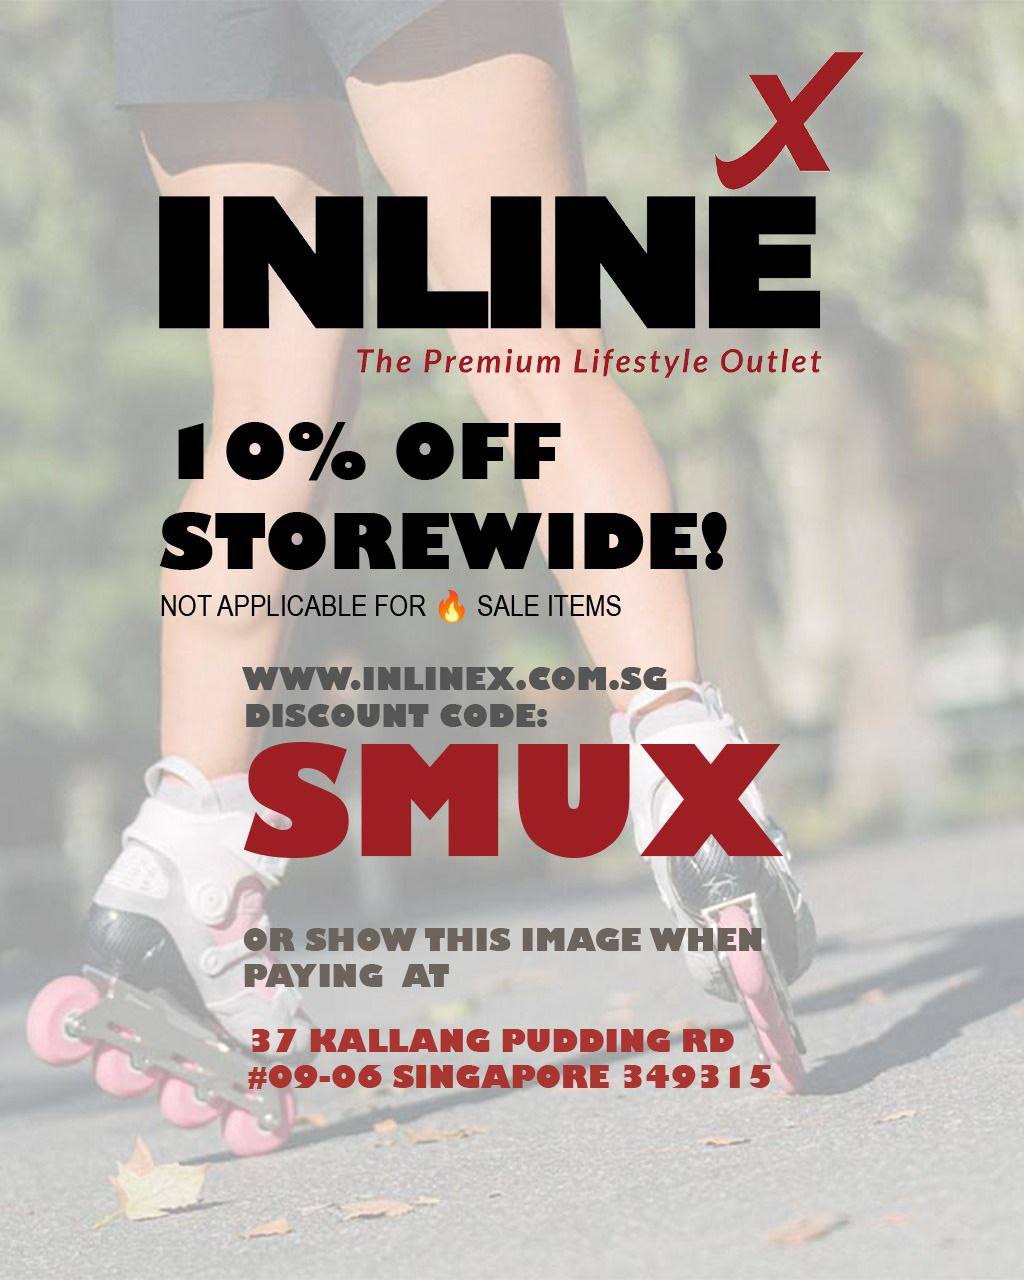 INLINE X
The Premium Lifestyle Outlet
10% OFF
STOREWIDE!
NOT APPLICABLE FOR 🔥 SALE ITEMS
WWW.INLINEX.COM.SG
DISCOUNT CODE:
SMUX
OR SHOW THIS IMAGE WHEN
PAYING AT
37 KALLANG PUDDING RD
#09-06 SINGAPORE 349315